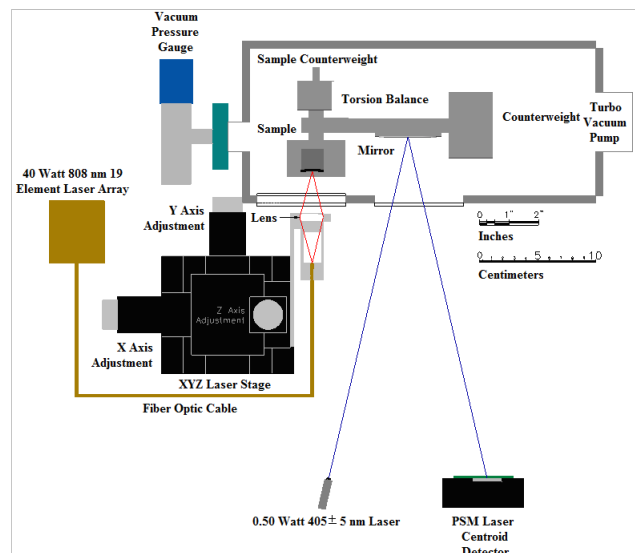 Vacuum
Pressure
Gauge
Sample Counterweight
Torsion Balance
Counterweight
Turbo
Vacuum
Pump
Sample
Mirror
40 Watt 808 nm 19
Element Laser Array
Y Axis
Adjustment
Lens
0 1" 2"
Inches
0 5 10
Centimeters
Z Axis
Adjustment
X Axis
Adjustment
XYZ Laser Stage
Fiber Optic Cable
0.50 Watt 405± 5 nm Laser
PSM Laser
Centroid
Detector